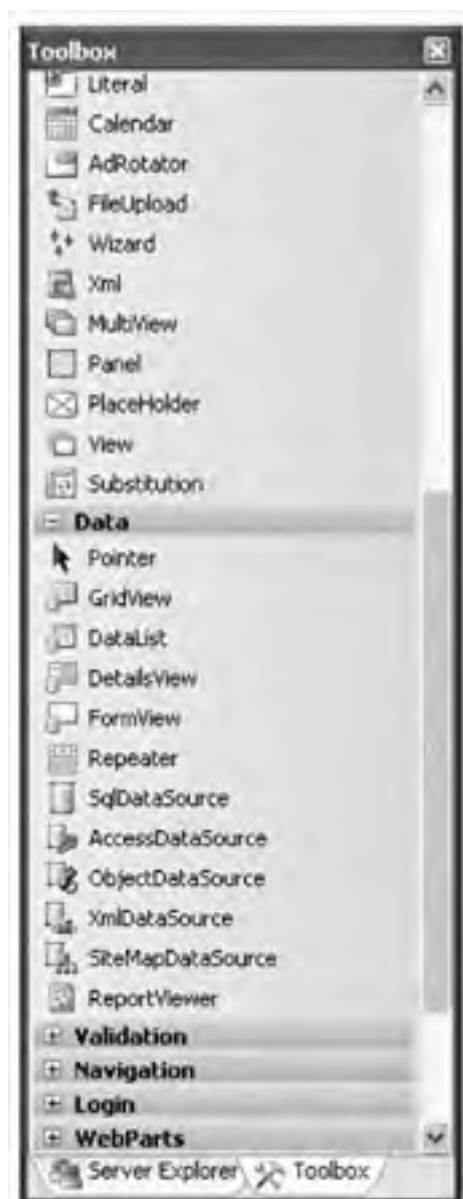 Toolbox
Literal
Calendar
AdRotator
FileUpload
Wizard
Xml
MultiView
Panel
PlaceHolder
View
Substitution
Data
Pointer
GridView
DataList
DetailsView
FormView
Repeater
SqlDataSource
AccessDataSource
ObjectDataSource
XmlDataSource
SiteMapDataSource
ReportViewer
Validation
Navigation
Login
WebParts
Server Explorer Toolbox